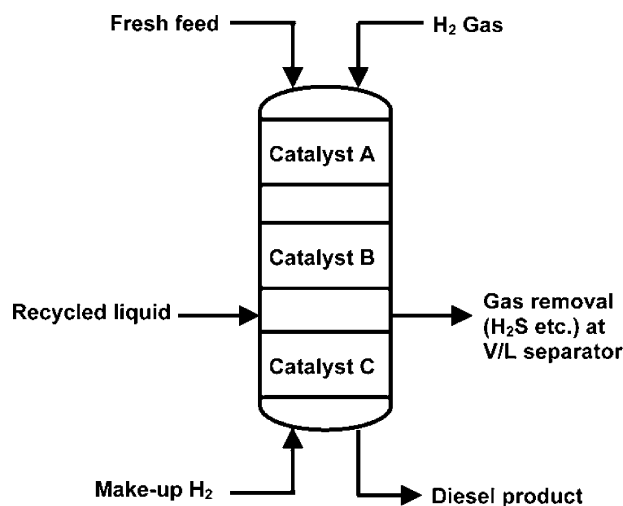 Fresh feed
H₂ Gas
Catalyst A
Catalyst B
Recycled liquid
Gas removal
(H₂S etc.) at
V/L separator
Catalyst C
Make-up H₂
Diesel product